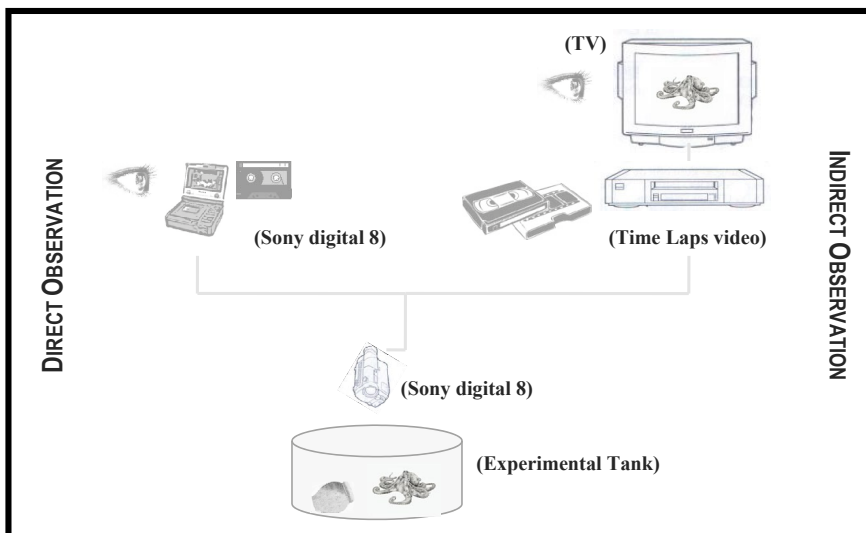 (TV)
DIRECT OBSERVATION
INDIRECT OBSERVATION
(Sony digital 8)
(Time Laps video)
(Sony digital 8)
(Experimental Tank)